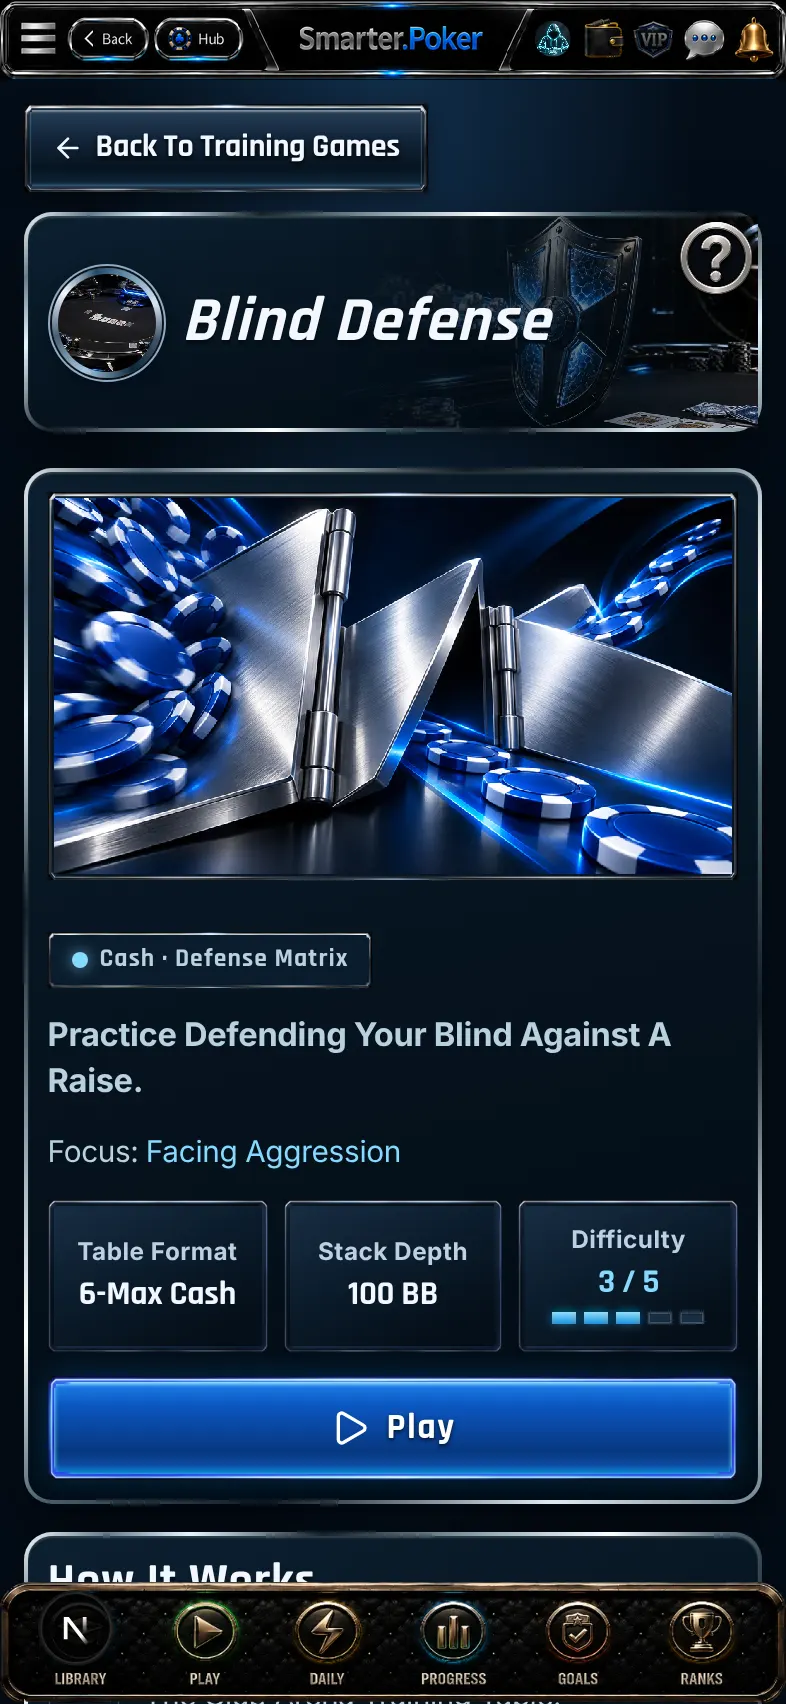 Back
Hub
Smarter.Poker
VIP
Back To Training Games
?
Blind Defense
Cash · Defense Matrix
Practice Defending Your Blind Against A
Raise.
Focus: Facing Aggression
Table Format
6-Max Cash
Stack Depth
100 BB
Difficulty
3 / 5
Play
How It Works
N
LIBRARY
PLAY
DAILY
PROGRESS
GOALS
RANKS